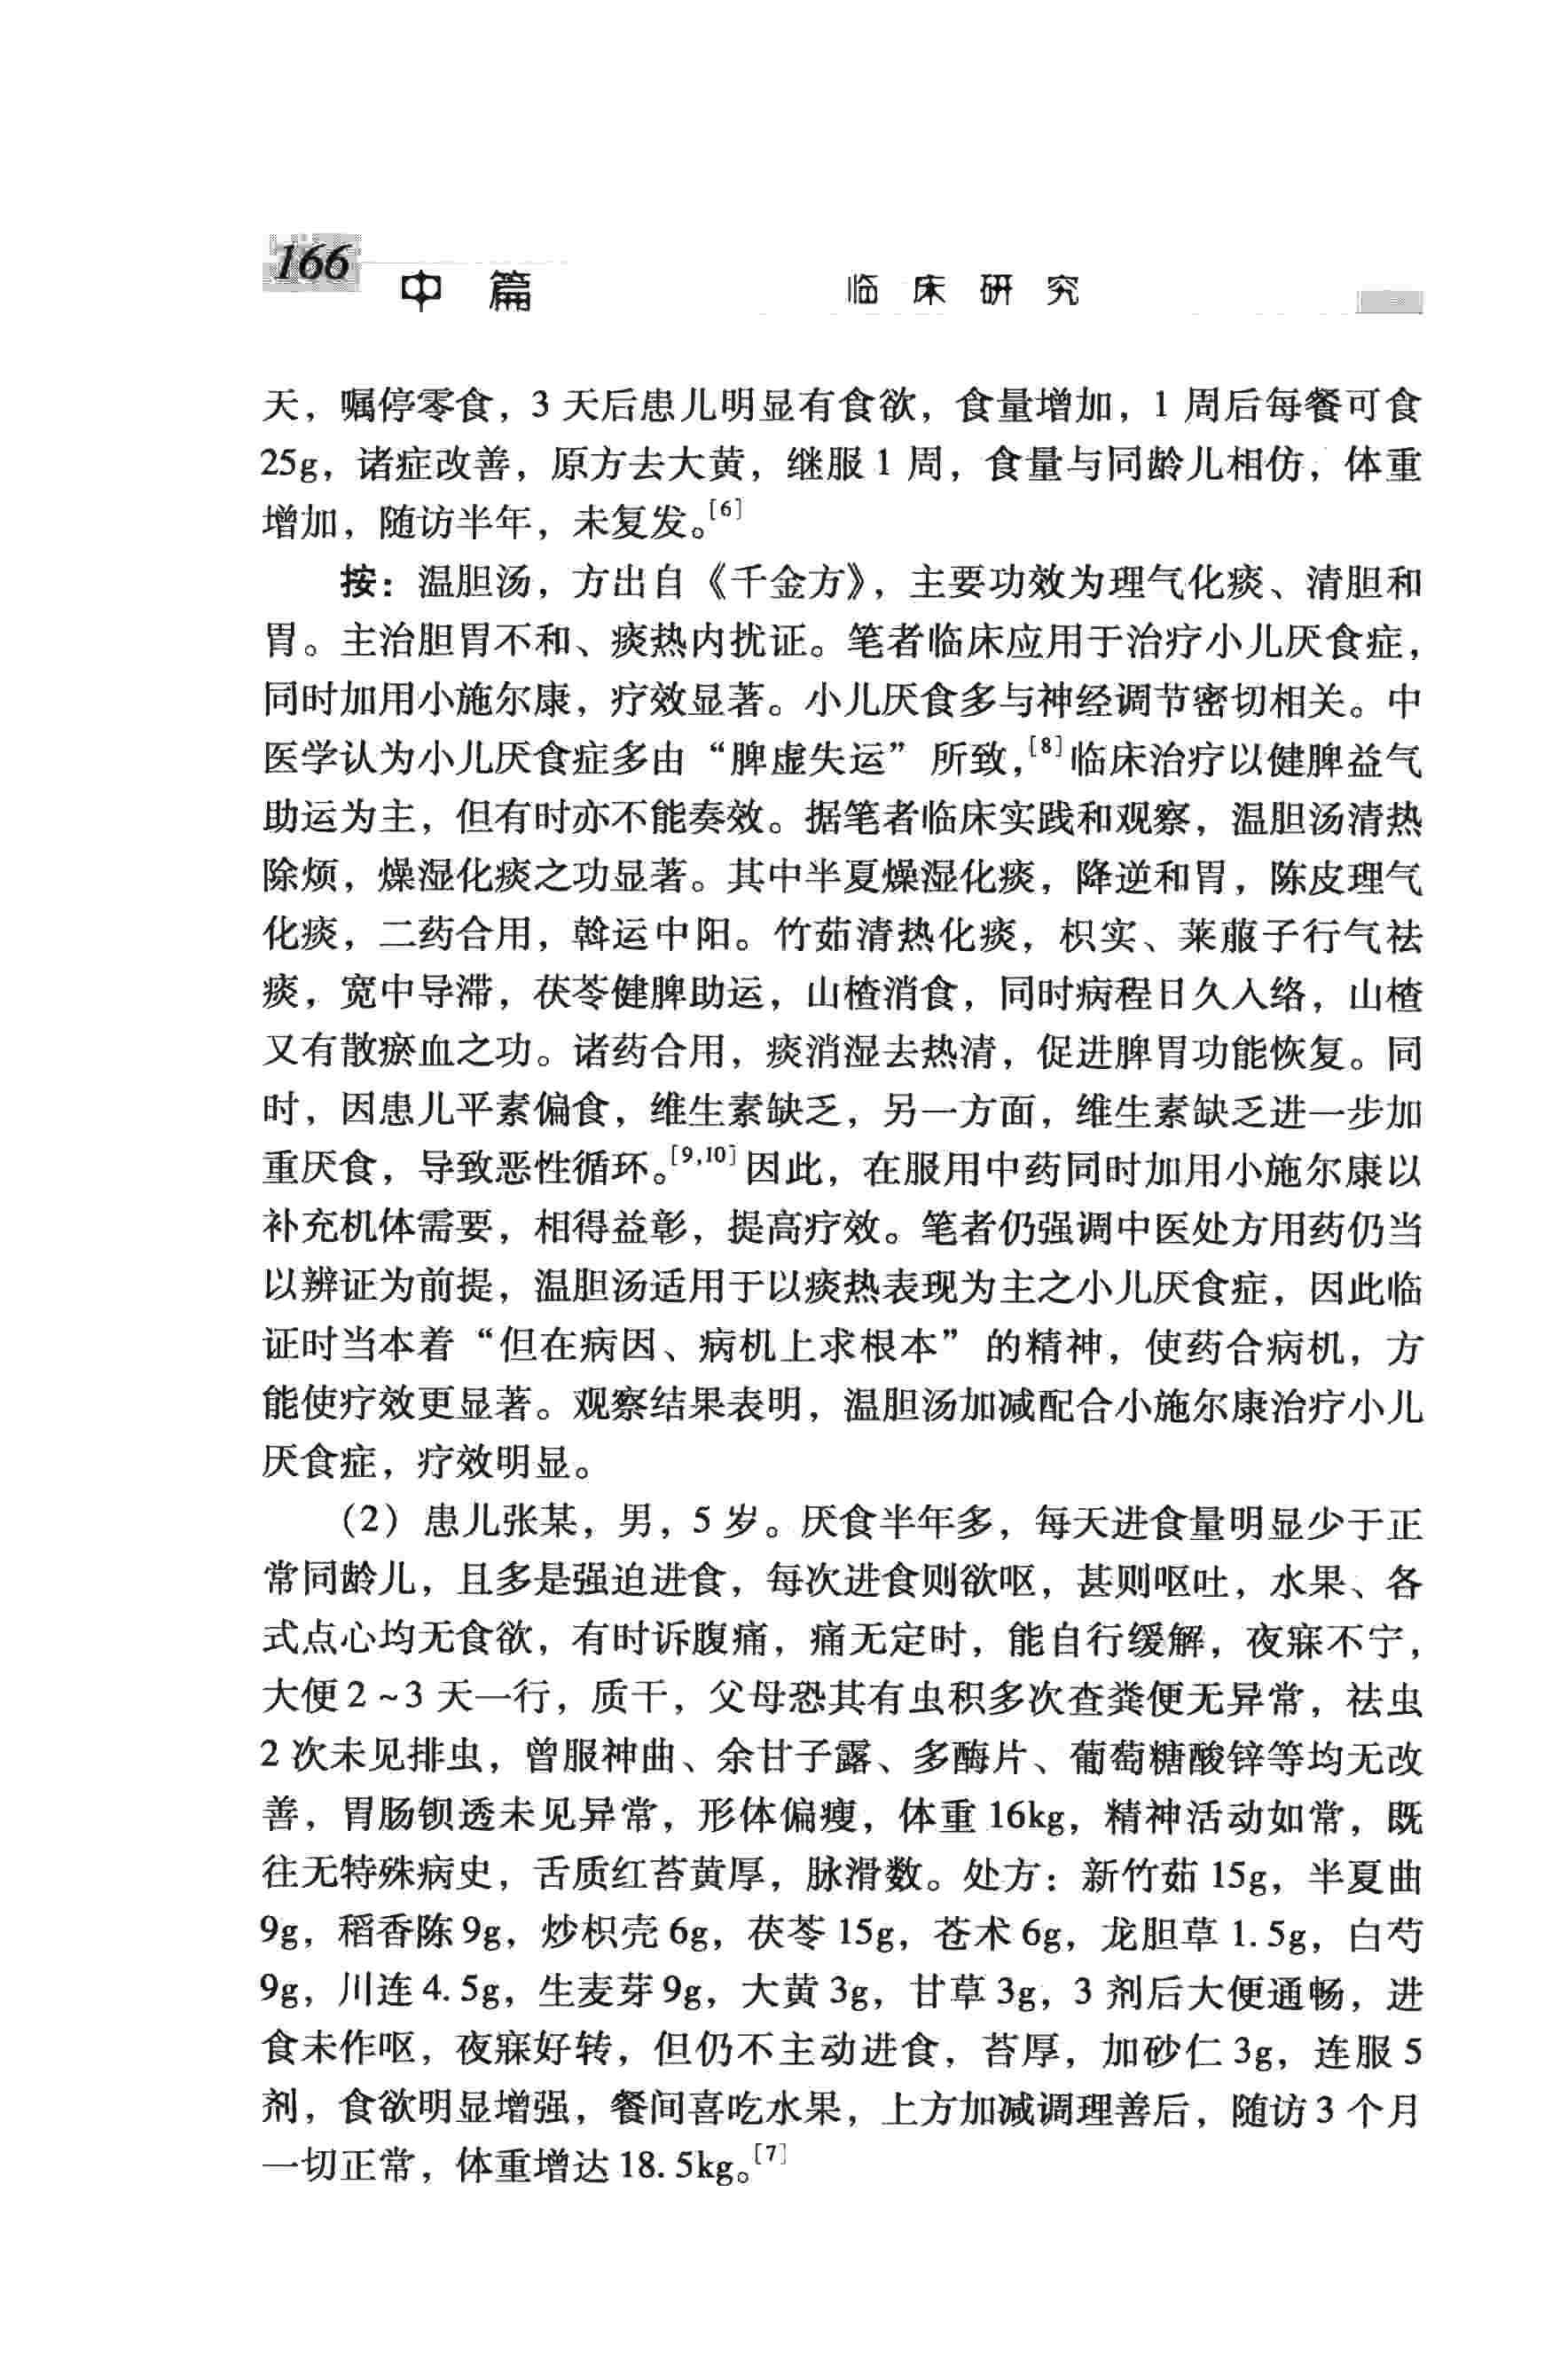 166
中 篇 临 床 研 究
天，嘱停零食，3 天后患儿明显有食欲，食量增加，1 周后每餐可食
25g，诸症改善，原方去大黄，继服 1 周，食量与同龄儿相仿，体重
增加，随访半年，未复发。[6]
按：温胆汤，方出自《千金方》，主要功效为理气化痰、清胆和
胃。主治胆胃不和、痰热内扰证。笔者临床应用于治疗小儿厌食症，
同时加用小施尔康，疗效显著。小儿厌食多与神经调节密切相关。中
医学认为小儿厌食症多由“脾虚失运”所致，[8]临床治疗以健脾益气
助运为主，但有时亦不能奏效。据笔者临床实践和观察，温胆汤清热
除烦，燥湿化痰之功显著。其中半夏燥湿化痰，降逆和胃，陈皮理气
化痰，二药合用，斡运中阳。竹茹清热化痰，枳实、莱菔子行气祛
痰，宽中导滞，茯苓健脾助运，山楂消食，同时病程日久入络，山楂
又有散瘀血之功。诸药合用，痰消湿去热清，促进脾胃功能恢复。同
时，因患儿平素偏食，维生素缺乏，另一方面，维生素缺乏进一步加
重厌食，导致恶性循环。[9,10]因此，在服用中药同时加用小施尔康以
补充机体需要，相得益彰，提高疗效。笔者仍强调中医处方用药仍当
以辨证为前提，温胆汤适用于以痰热表现为主之小儿厌食症，因此临
证时当本着“但在病因、病机上求根本”的精神，使药合病机，方
能使疗效更显著。观察结果表明，温胆汤加减配合小施尔康治疗小儿
厌食症，疗效明显。
（2）患儿张某，男，5 岁。厌食半年多，每天进食量明显少于正
常同龄儿，且多是强迫进食，每次进食则欲呕，甚则呕吐，水果、各
式点心均无食欲，有时诉腹痛，痛无定时，能自行缓解，夜寐不宁，
大便 2 ~3 天一行，质干，父母恐其有虫积多次查粪便无异常，祛虫
2 次未见排虫，曾服神曲、余甘子露、多酶片、葡萄糖酸锌等均无改
善，胃肠钡透未见异常，形体偏瘦，体重 16kg，精神活动如常，既
往无特殊病史，舌质红苔黄厚，脉滑数。处方：新竹茹 15g，半夏曲
9g，稻香陈 9g，炒枳壳 6g，茯苓 15g，苍术 6g，龙胆草 1.5g，白芍
9g，川连 4.5g，生麦芽 9g，大黄 3g，甘草 3g，3 剂后大便通畅，进
食未作呕，夜寐好转，但仍不主动进食，苔厚，加砂仁 3g，连服 5
剂，食欲明显增强，餐间喜吃水果，上方加减调理善后，随访 3 个月
一切正常，体重增达 18.5kg。[7]